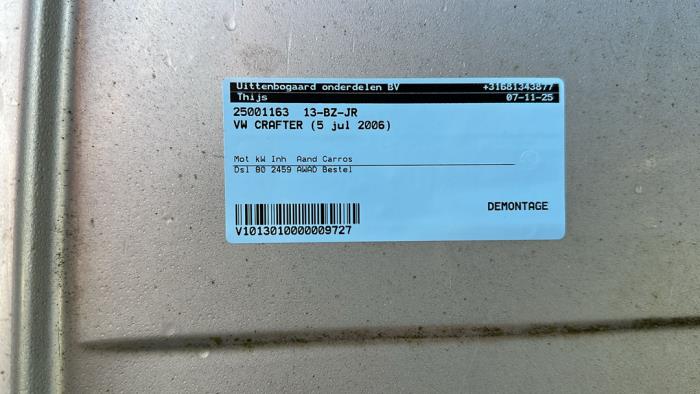 Uittenbogaard onderdelen BV +31681343877
Thijs 07-11-25
25001163 13-BZ-JR
VW CRAFTER (5 jul 2006)
Mot kW Inh Aand Carros
Dsl 80 2459 AWAD Bestel
DEMONTAGE
V1013010000009727